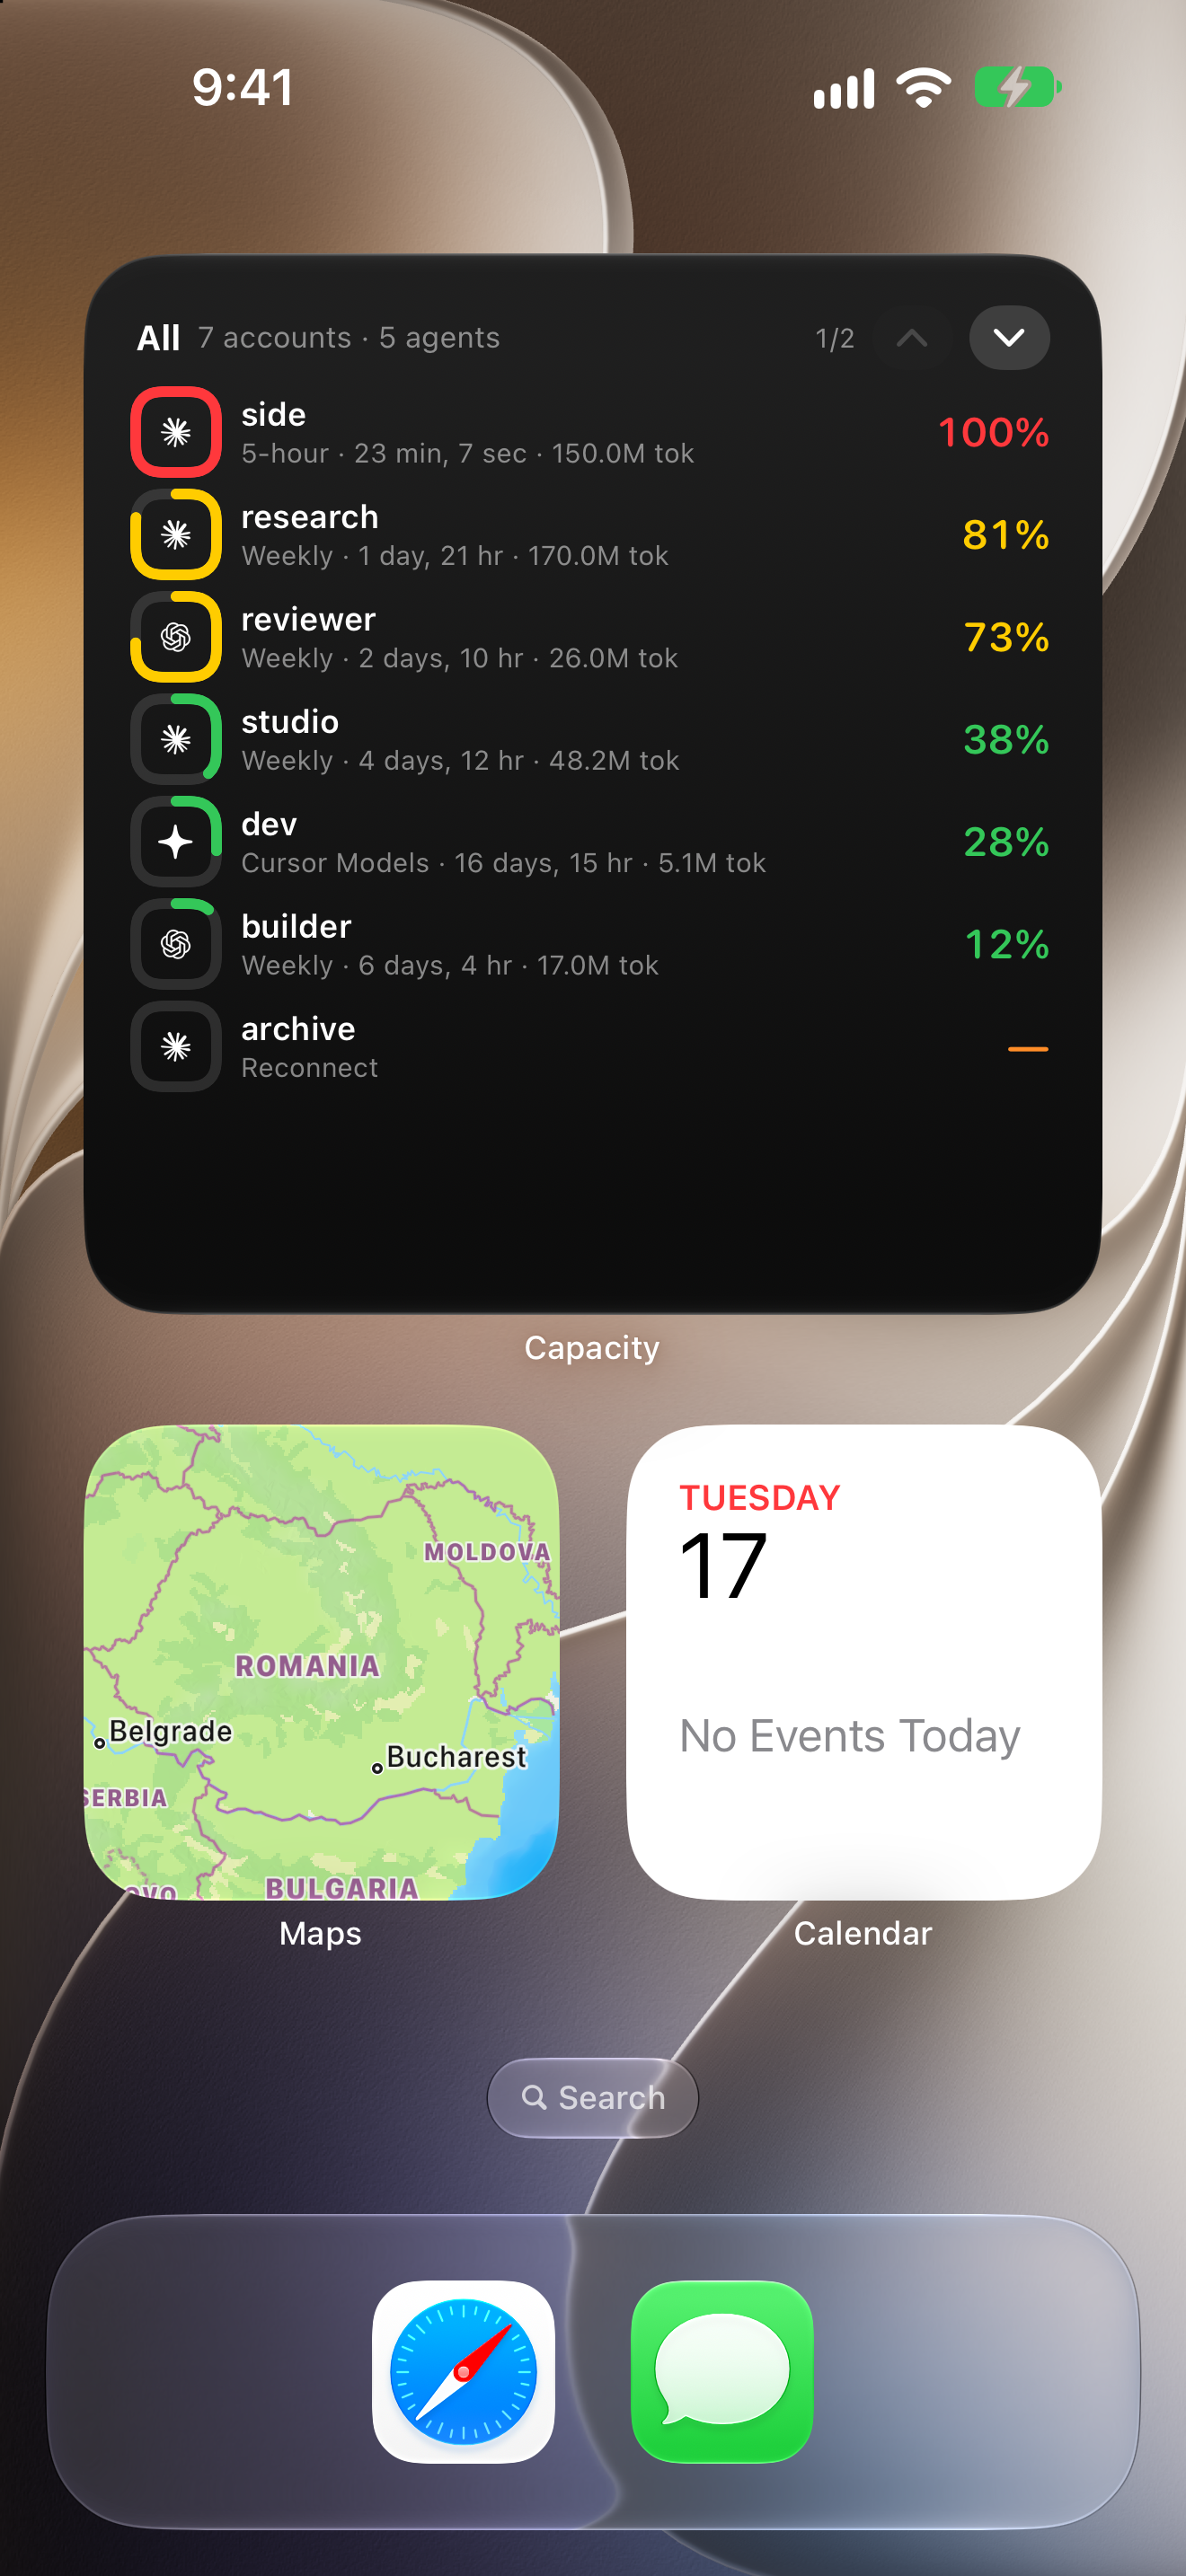 9:41
All 7 accounts · 5 agents 1/2
side
5-hour · 23 min, 7 sec · 150.0M tok
100%
research
Weekly · 1 day, 21 hr · 170.0M tok
81%
reviewer
Weekly · 2 days, 10 hr · 26.0M tok
73%
studio
Weekly · 4 days, 12 hr · 48.2M tok
38%
dev
Cursor Models · 16 days, 15 hr · 5.1M tok
28%
builder
Weekly · 6 days, 4 hr · 17.0M tok
12%
archive
Reconnect
—
Capacity
MOLDOVA
ROMANIA
Belgrade
Bucharest
SERBIA
OVO
BULGARIA
Maps
TUESDAY
17
No Events Today
Calendar
Search